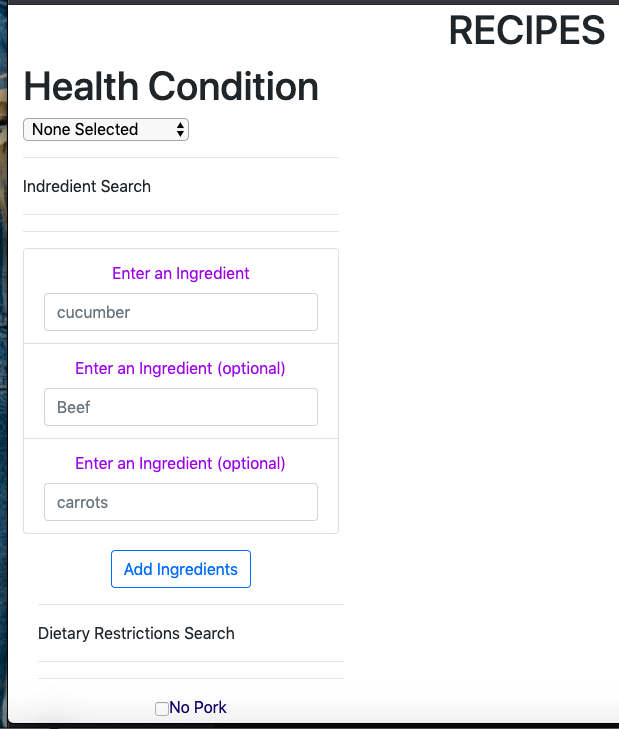 RECIPES
Health Condition
None Selected
Indredient Search
Enter an Ingredient
cucumber
Enter an Ingredient (optional)
Beef
Enter an Ingredient (optional)
carrots
Add Ingredients
Dietary Restrictions Search
No Pork